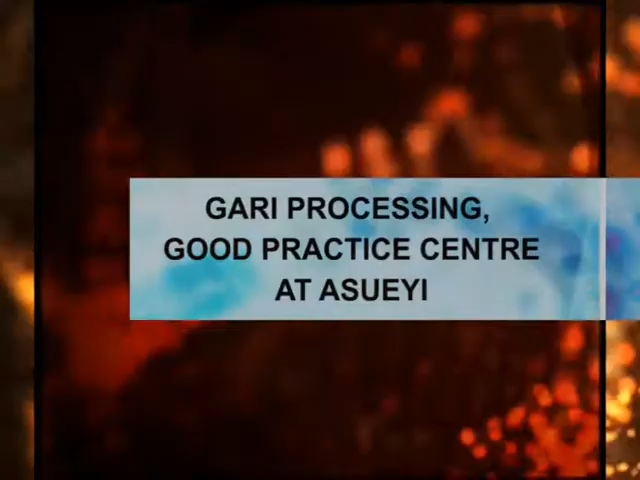 GARI PROCESSING,
GOOD PRACTICE CENTRE
AT ASUEYI